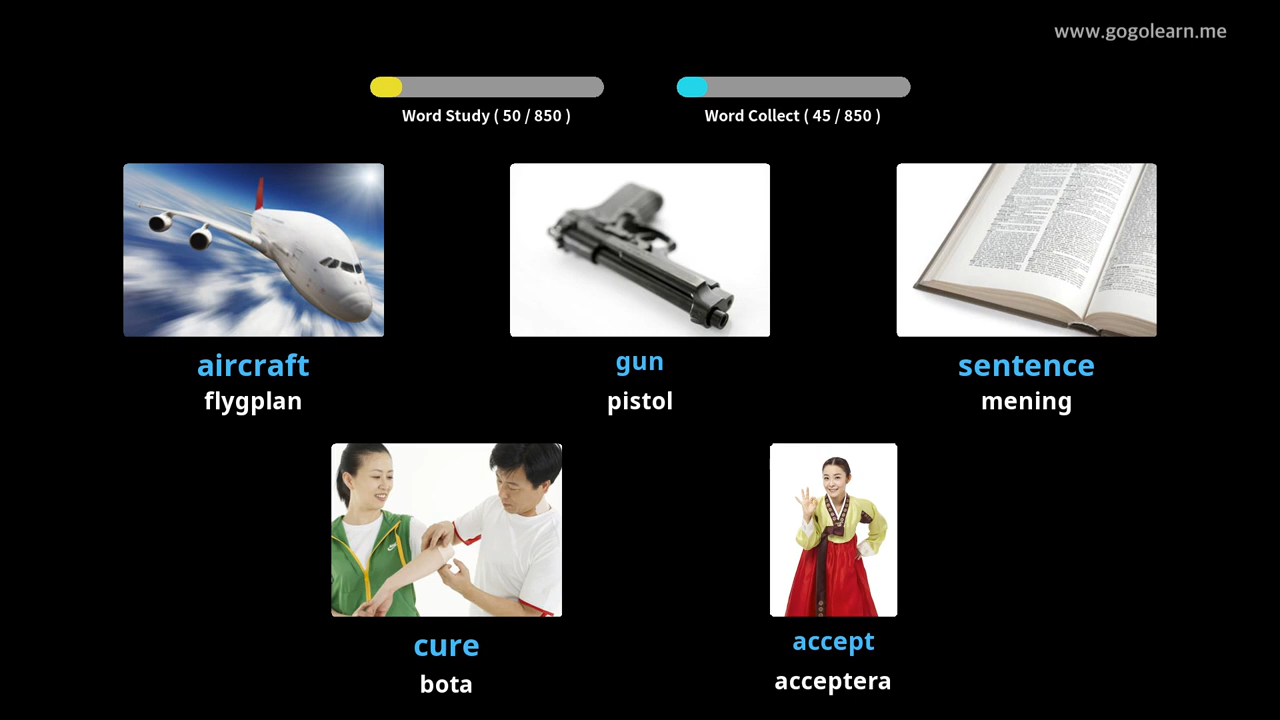 www.gogolearn.me
Word Study ( 50 / 850 )
Word Collect ( 45 / 850 )
aircraft
flygplan
gun
pistol
sentence
mening
cure
bota
accept
acceptera